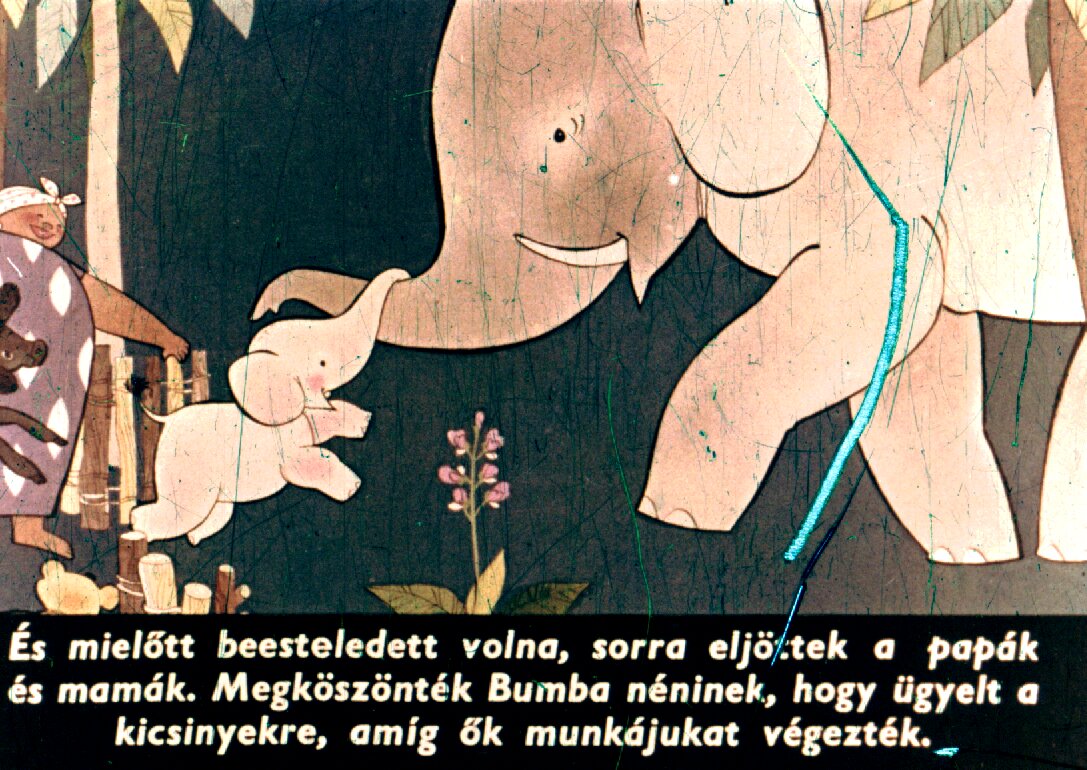 És mielőtt beesteledett volna, sorra eljöttek a papák
és mamák. Megköszönték Bumba néninek, hogy ügyelt a
kicsinyekre, amíg ők munkájukat végezték.